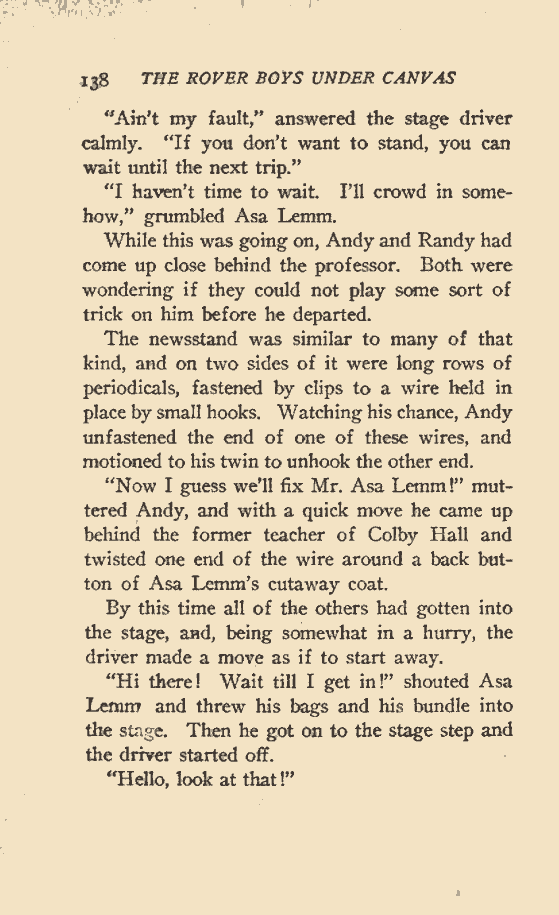 138 THE ROVER BOYS UNDER CANVAS
"Ain't my fault," answered the stage driver
calmly. "If you don't want to stand, you can
wait until the next trip."
"I haven't time to wait. I'll crowd in some-
how," grumbled Asa Lemm.
While this was going on, Andy and Randy had
come up close behind the professor. Both were
wondering if they could not play some sort of
trick on him before he departed.
The newsstand was similar to many of that
kind, and on two sides of it were long rows of
periodicals, fastened by clips to a wire held in
place by small hooks. Watching his chance, Andy
unfastened the end of one of these wires, and
motioned to his twin to unhook the other end.
"Now I guess we'll fix Mr. Asa Lemm!" mut-
tered Andy, and with a quick move he came up
behind the former teacher of Colby Hall and
twisted one end of the wire around a back but-
ton of Asa Lemm's cutaway coat.
By this time all of the others had gotten into
the stage, and, being somewhat in a hurry, the
driver made a move as if to start away.
"Hi there! Wait till I get in!" shouted Asa
Lemm and threw his bags and his bundle into
the stage. Then he got on to the stage step and
the driver started off.
"Hello, look at that!"